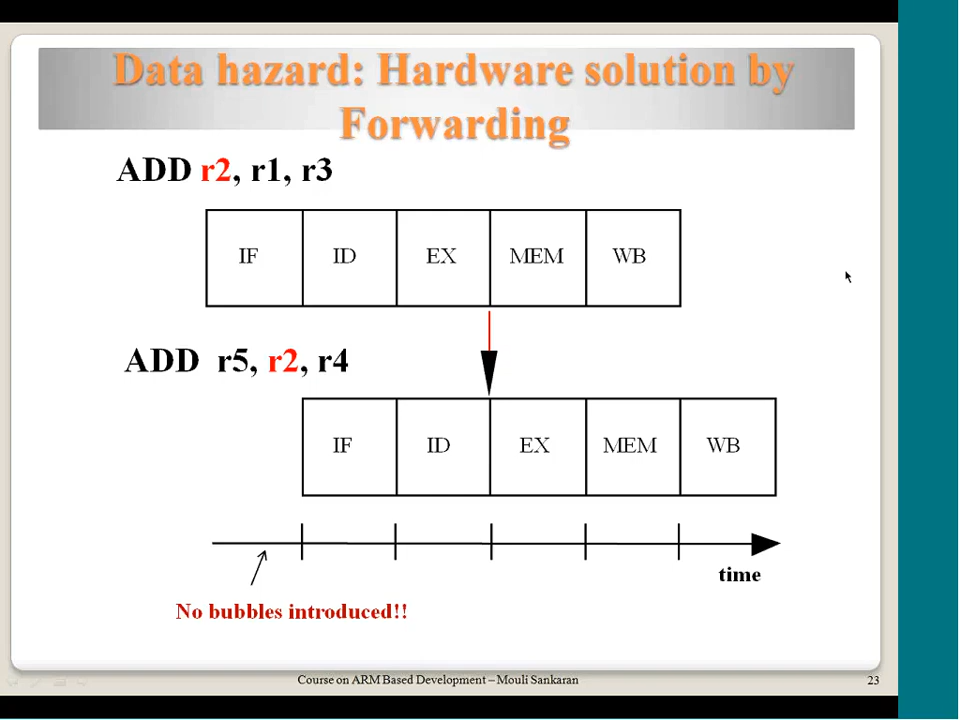 Data hazard: Hardware solution by
Forwarding
ADD r2, r1, r3
IF ID EX MEM WB
ADD r5, r2, r4
IF ID EX MEM WB
time
No bubbles introduced!!
Course on ARM Based Development – Mouli Sankaran 23